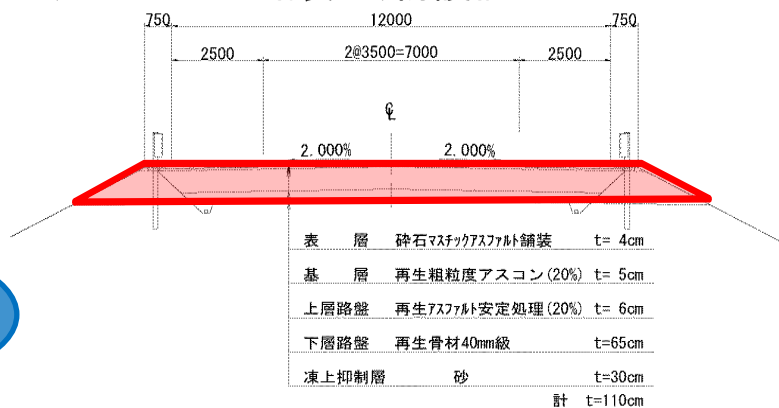 750 12000 750
2500 2@3500=7000 2500
℄
2.000% 2.000%
表 層 砕石マスチックアスファルト舗装 t= 4cm
基 層 再生粗粒度アスコン(20%) t= 5cm
上層路盤 再生アスファルト安定処理(20%) t= 6cm
下層路盤 再生骨材40mm級 t=65cm
凍上抑制層 砂 t=30cm
計 t=110cm